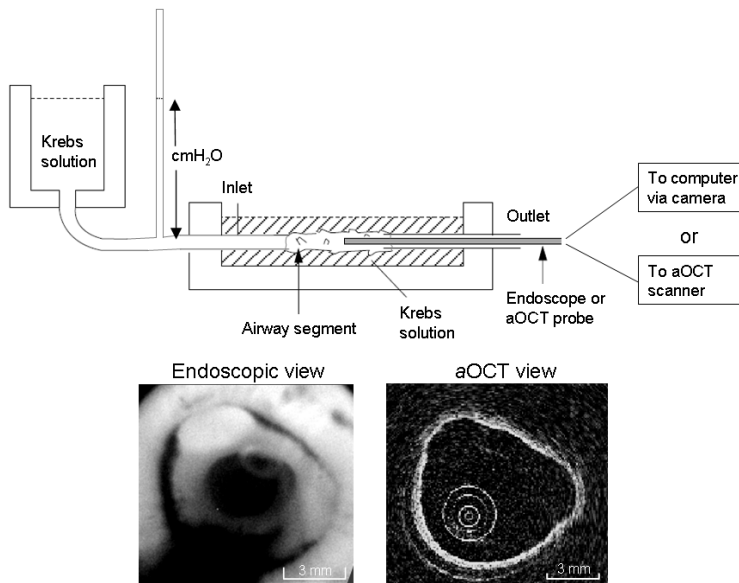 Krebs
solution
cmH₂O
Inlet
Outlet
To computer
via camera
or
To aOCT
scanner
Airway segment
Krebs
solution
Endoscope or
aOCT probe
Endoscopic view
aOCT view
3 mm
3 mm